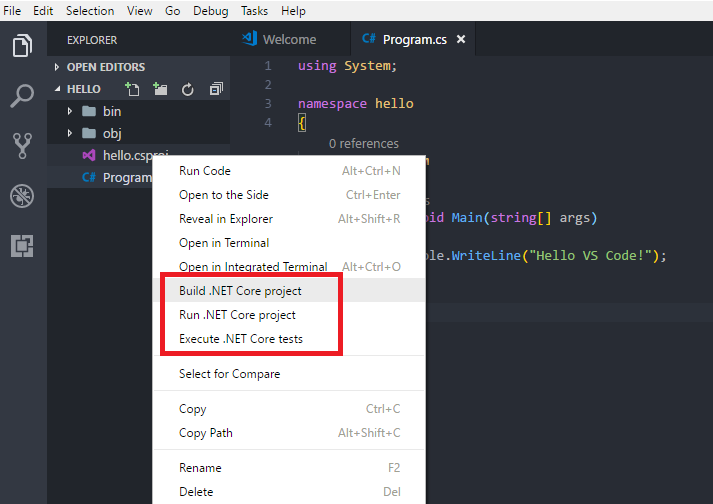 File Edit Selection View Go Debug Tasks Help
EXPLORER
Welcome
C# Program.cs
OPEN EDITORS
HELLO
bin
obj
hello.csproj
C# Program
1 using System;
2
3 namespace hello
4 {
0 references
void Main(string[] args)
.WriteLine("Hello VS Code!");
Run Code Alt+Ctrl+N
Open to the Side Ctrl+Enter
Reveal in Explorer Alt+Shift+R
Open in Terminal
Open in Integrated Terminal Alt+Ctrl+O
Build .NET Core project
Run .NET Core project
Execute .NET Core tests
Select for Compare
Copy Ctrl+C
Copy Path Alt+Shift+C
Rename F2
Delete Del